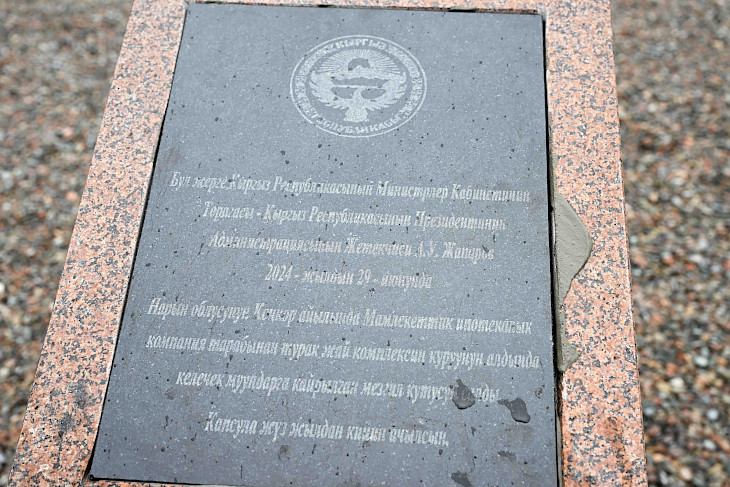 КЫРГЫЗ РЕСПУБЛИКАСЫ
Бул жерге Кыргыз Республикасынын Министрлер Кабинетинин
Төрагасы - Кыргыз Республикасынын Президентинин
Администрациясынын Жетекчиси А.У. Жапаров
2024 - жылдын 29 - июнунда
Нарын облусунун Кочкор айылында Мамлекеттик ипотекалык
компания тарабынан турак жай комплексин куруунун алдында
келечек муундарга кайрылган мезгил кутусун
Капсула жүз жылдан кийин ачылсын.